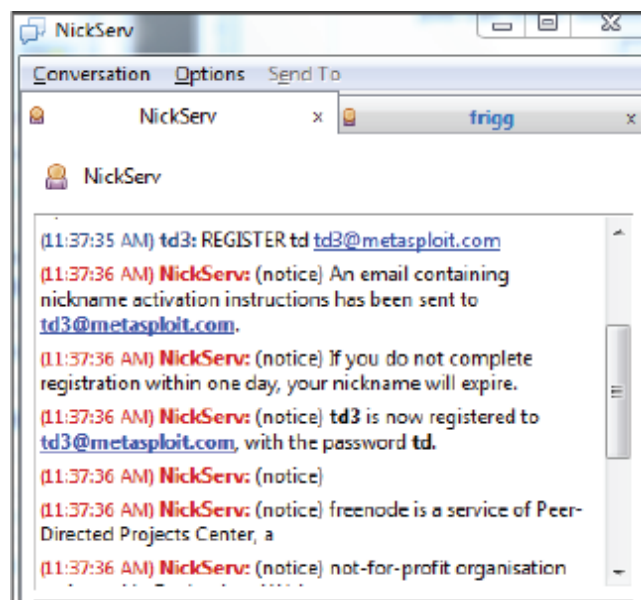 NickServ
Conversation Options Send To
NickServ x frigg x
NickServ
(11:37:35 AM) td3: REGISTER td td3@metasploit.com
(11:37:36 AM) NickServ: (notice) An email containing
nickname activation instructions has been sent to
td3@metasploit.com.
(11:37:36 AM) NickServ: (notice) If you do not complete
registration within one day, your nickname will expire.
(11:37:36 AM) NickServ: (notice) td3 is now registered to
td3@metasploit.com, with the password td.
(11:37:36 AM) NickServ: (notice)
(11:37:36 AM) NickServ: (notice) freenode is a service of Peer-
Directed Projects Center, a
(11:37:36 AM) NickServ: (notice) not-for-profit organisation